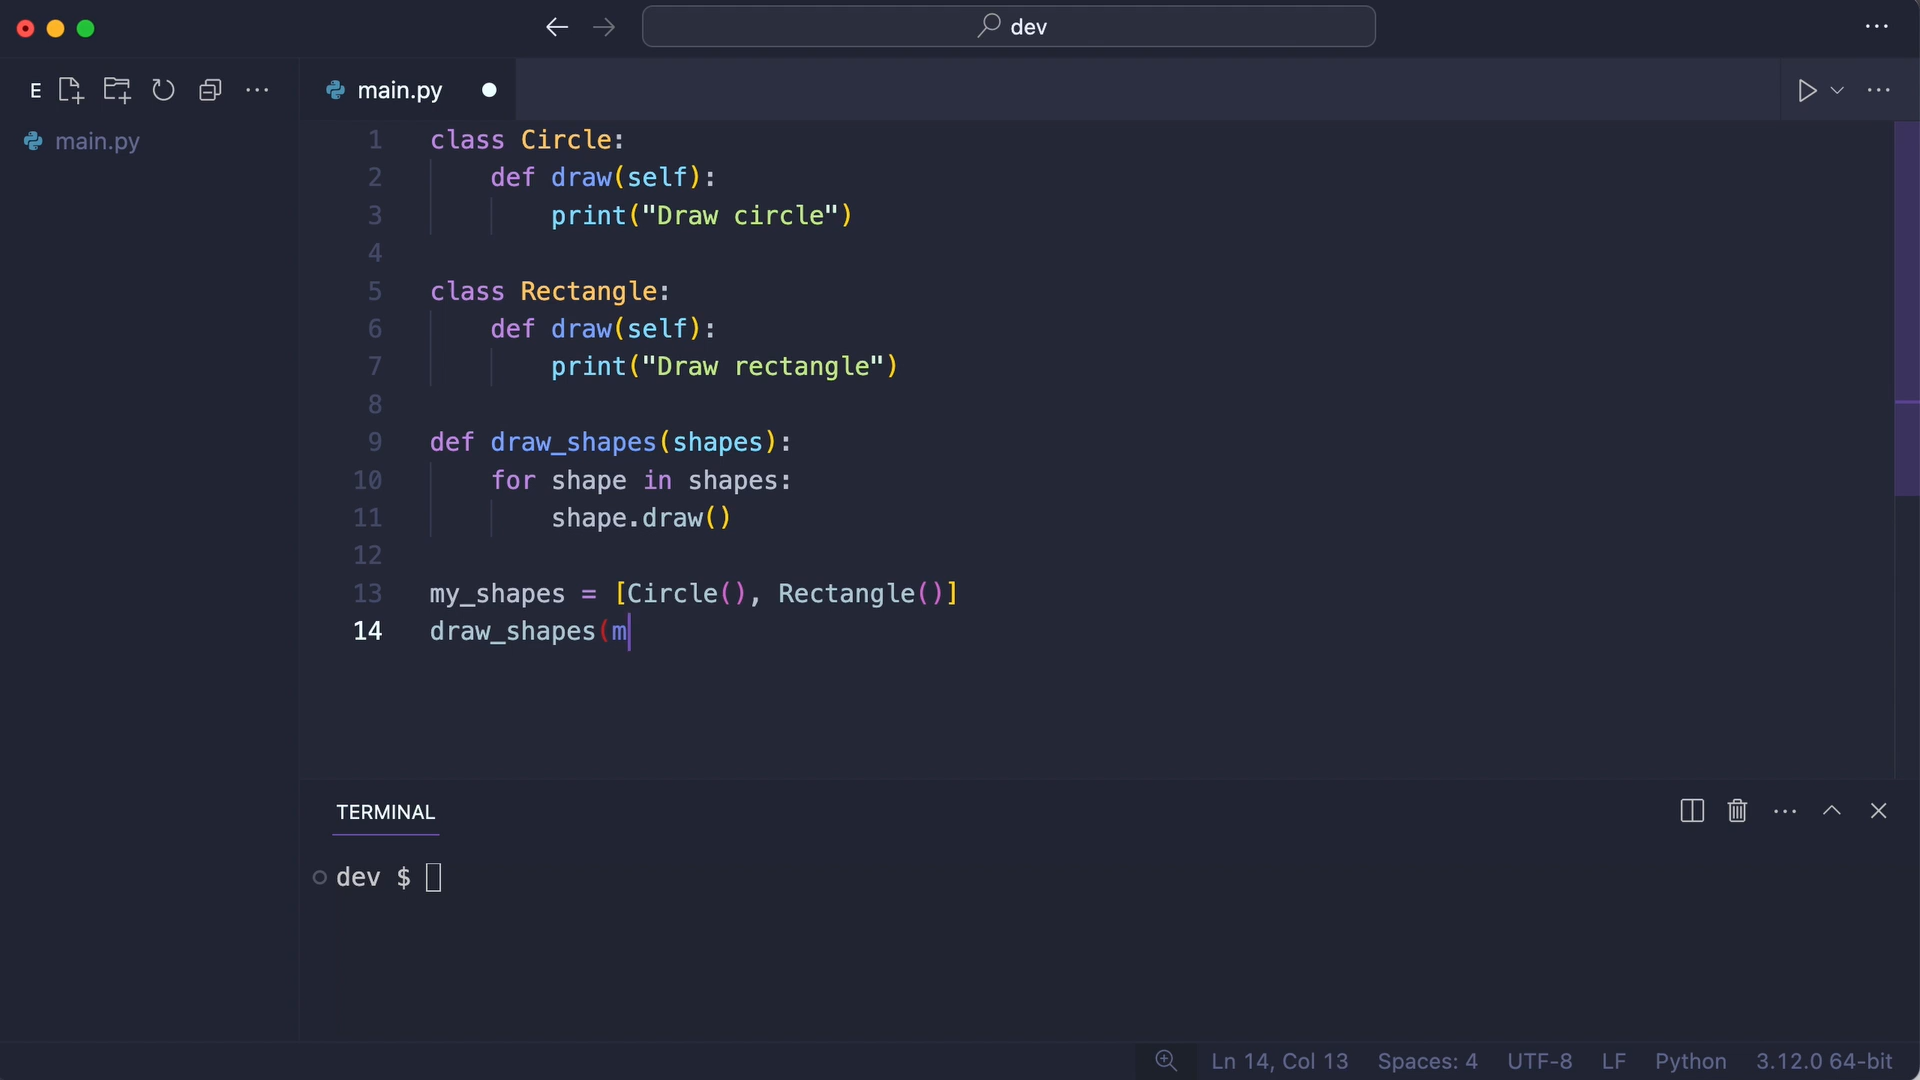 dev
E
main.py
main.py
1 class Circle:
2     def draw(self):
3         print("Draw circle")
4
5 class Rectangle:
6     def draw(self):
7         print("Draw rectangle")
8
9 def draw_shapes(shapes):
10     for shape in shapes:
11         shape.draw()
12
13 my_shapes = [Circle(), Rectangle()]
14 draw_shapes(m
TERMINAL
dev $
Ln 14, Col 13 Spaces: 4 UTF-8 LF Python 3.12.0 64-bit